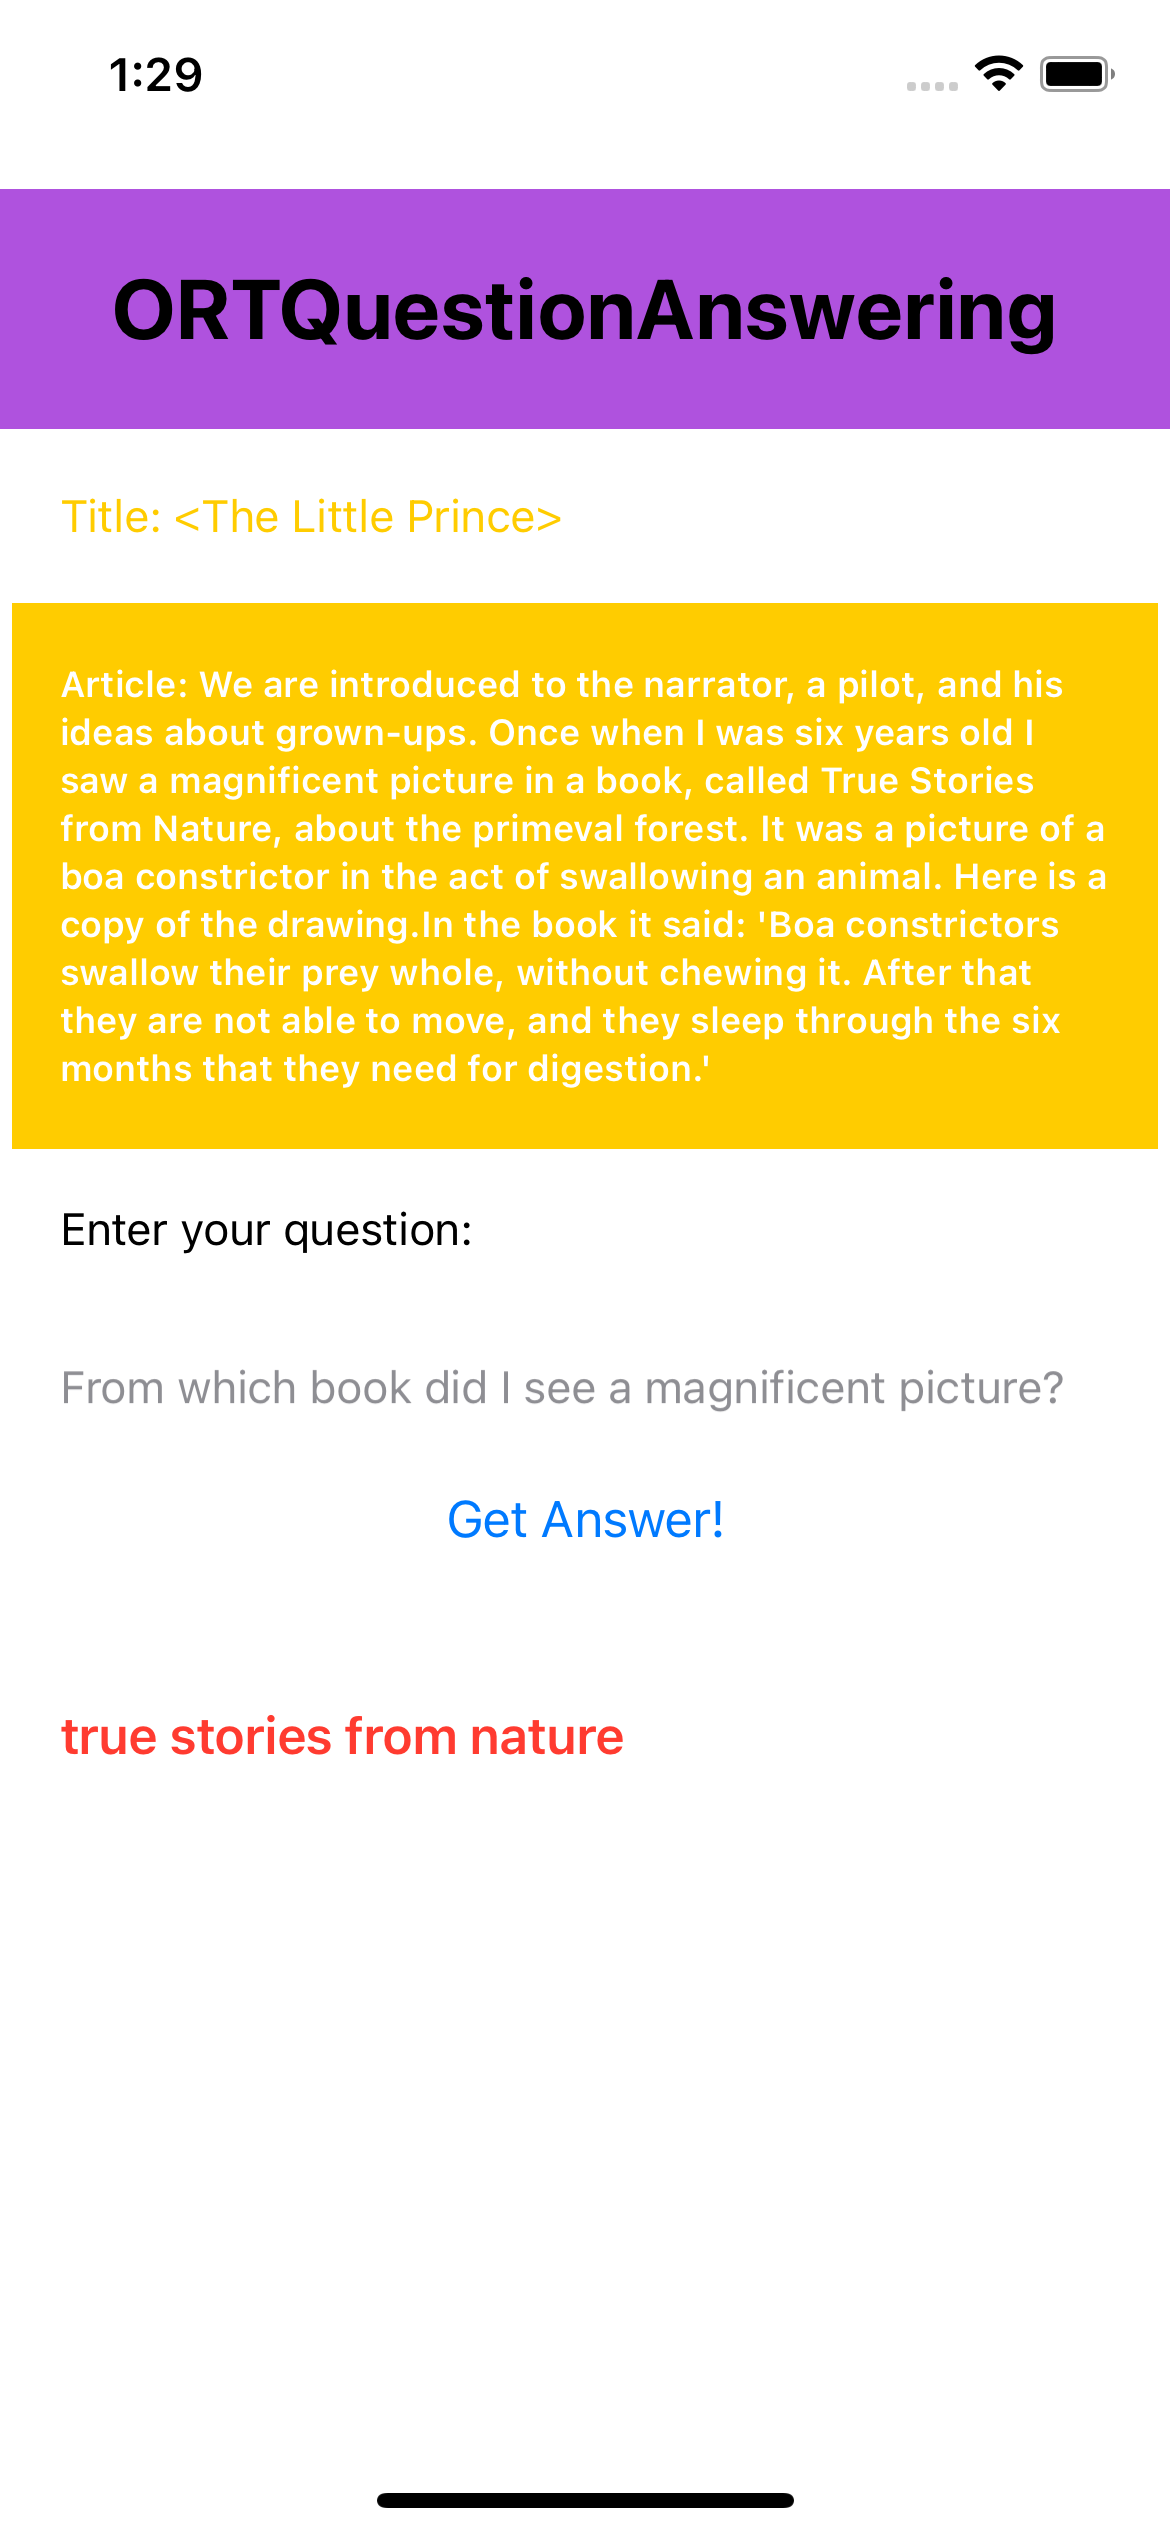 1:29
ORTQuestionAnswering
Title: <The Little Prince>
Article: We are introduced to the narrator, a pilot, and his
ideas about grown-ups. Once when I was six years old I
saw a magnificent picture in a book, called True Stories
from Nature, about the primeval forest. It was a picture of a
boa constrictor in the act of swallowing an animal. Here is a
copy of the drawing.In the book it said: 'Boa constrictors
swallow their prey whole, without chewing it. After that
they are not able to move, and they sleep through the six
months that they need for digestion.'
Enter your question:
From which book did I see a magnificent picture?
Get Answer!
true stories from nature